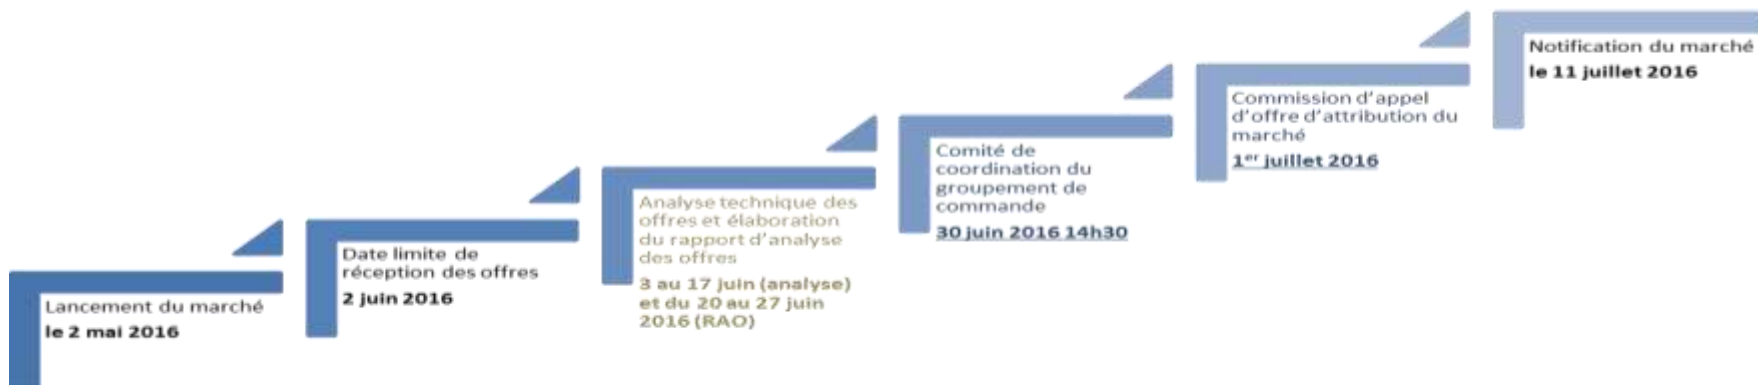 Lancement du marché
le 2 mai 2016
Date limite de
réception des offres
2 juin 2016
Analyse technique des
offres et élaboration
du rapport d'analyse
des offres
3 au 17 juin (analyse)
et du 20 au 27 juin
2016 (RAO)
Comité de
coordination du
groupement de
commande
30 juin 2016 14h30
Commission d'appel
d'offre d'attribution du
marché
1er juillet 2016
Notification du marché
le 11 juillet 2016